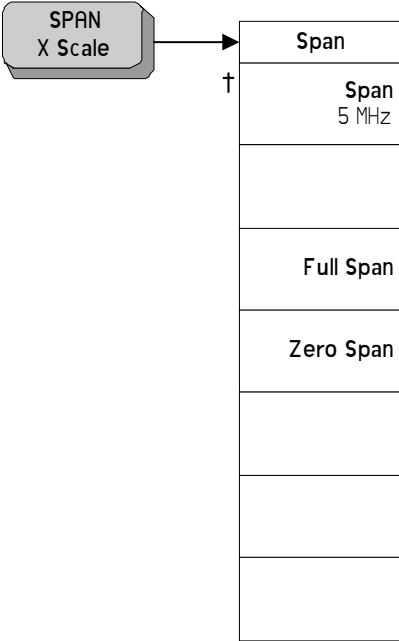 SPAN
X Scale
Span
†
Span
5 MHz
Full Span
Zero Span